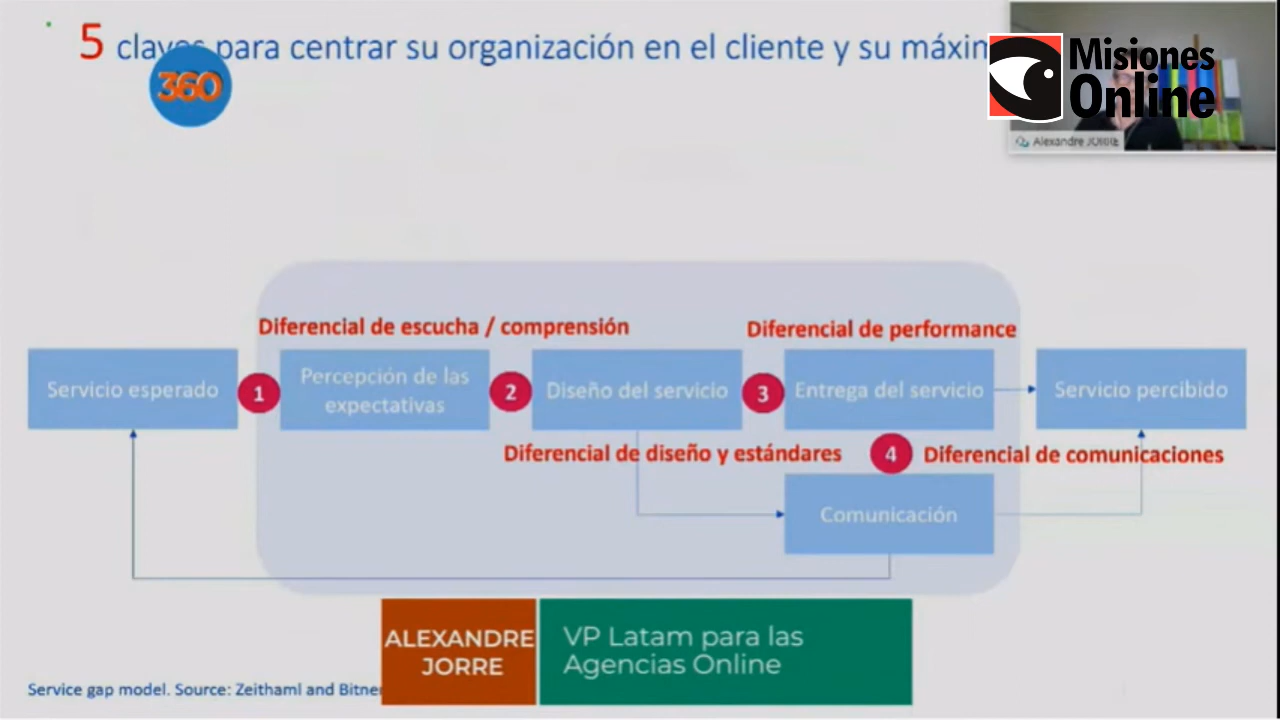 5 claves para centrar su organización en el cliente y su máxim
360
Misiones
Online
Alexandre JORRE
Diferencial de escucha / comprensión
Diferencial de performance
Servicio esperado
1
Percepción de las
expectativas
2
Diseño del servicio
3
Entrega del servicio
Servicio percibido
Diferencial de diseño y estándares
4
Diferencial de comunicaciones
Comunicación
ALEXANDRE
JORRE
VP Latam para las
Agencias Online
Service gap model. Source: Zeithaml and Bitner